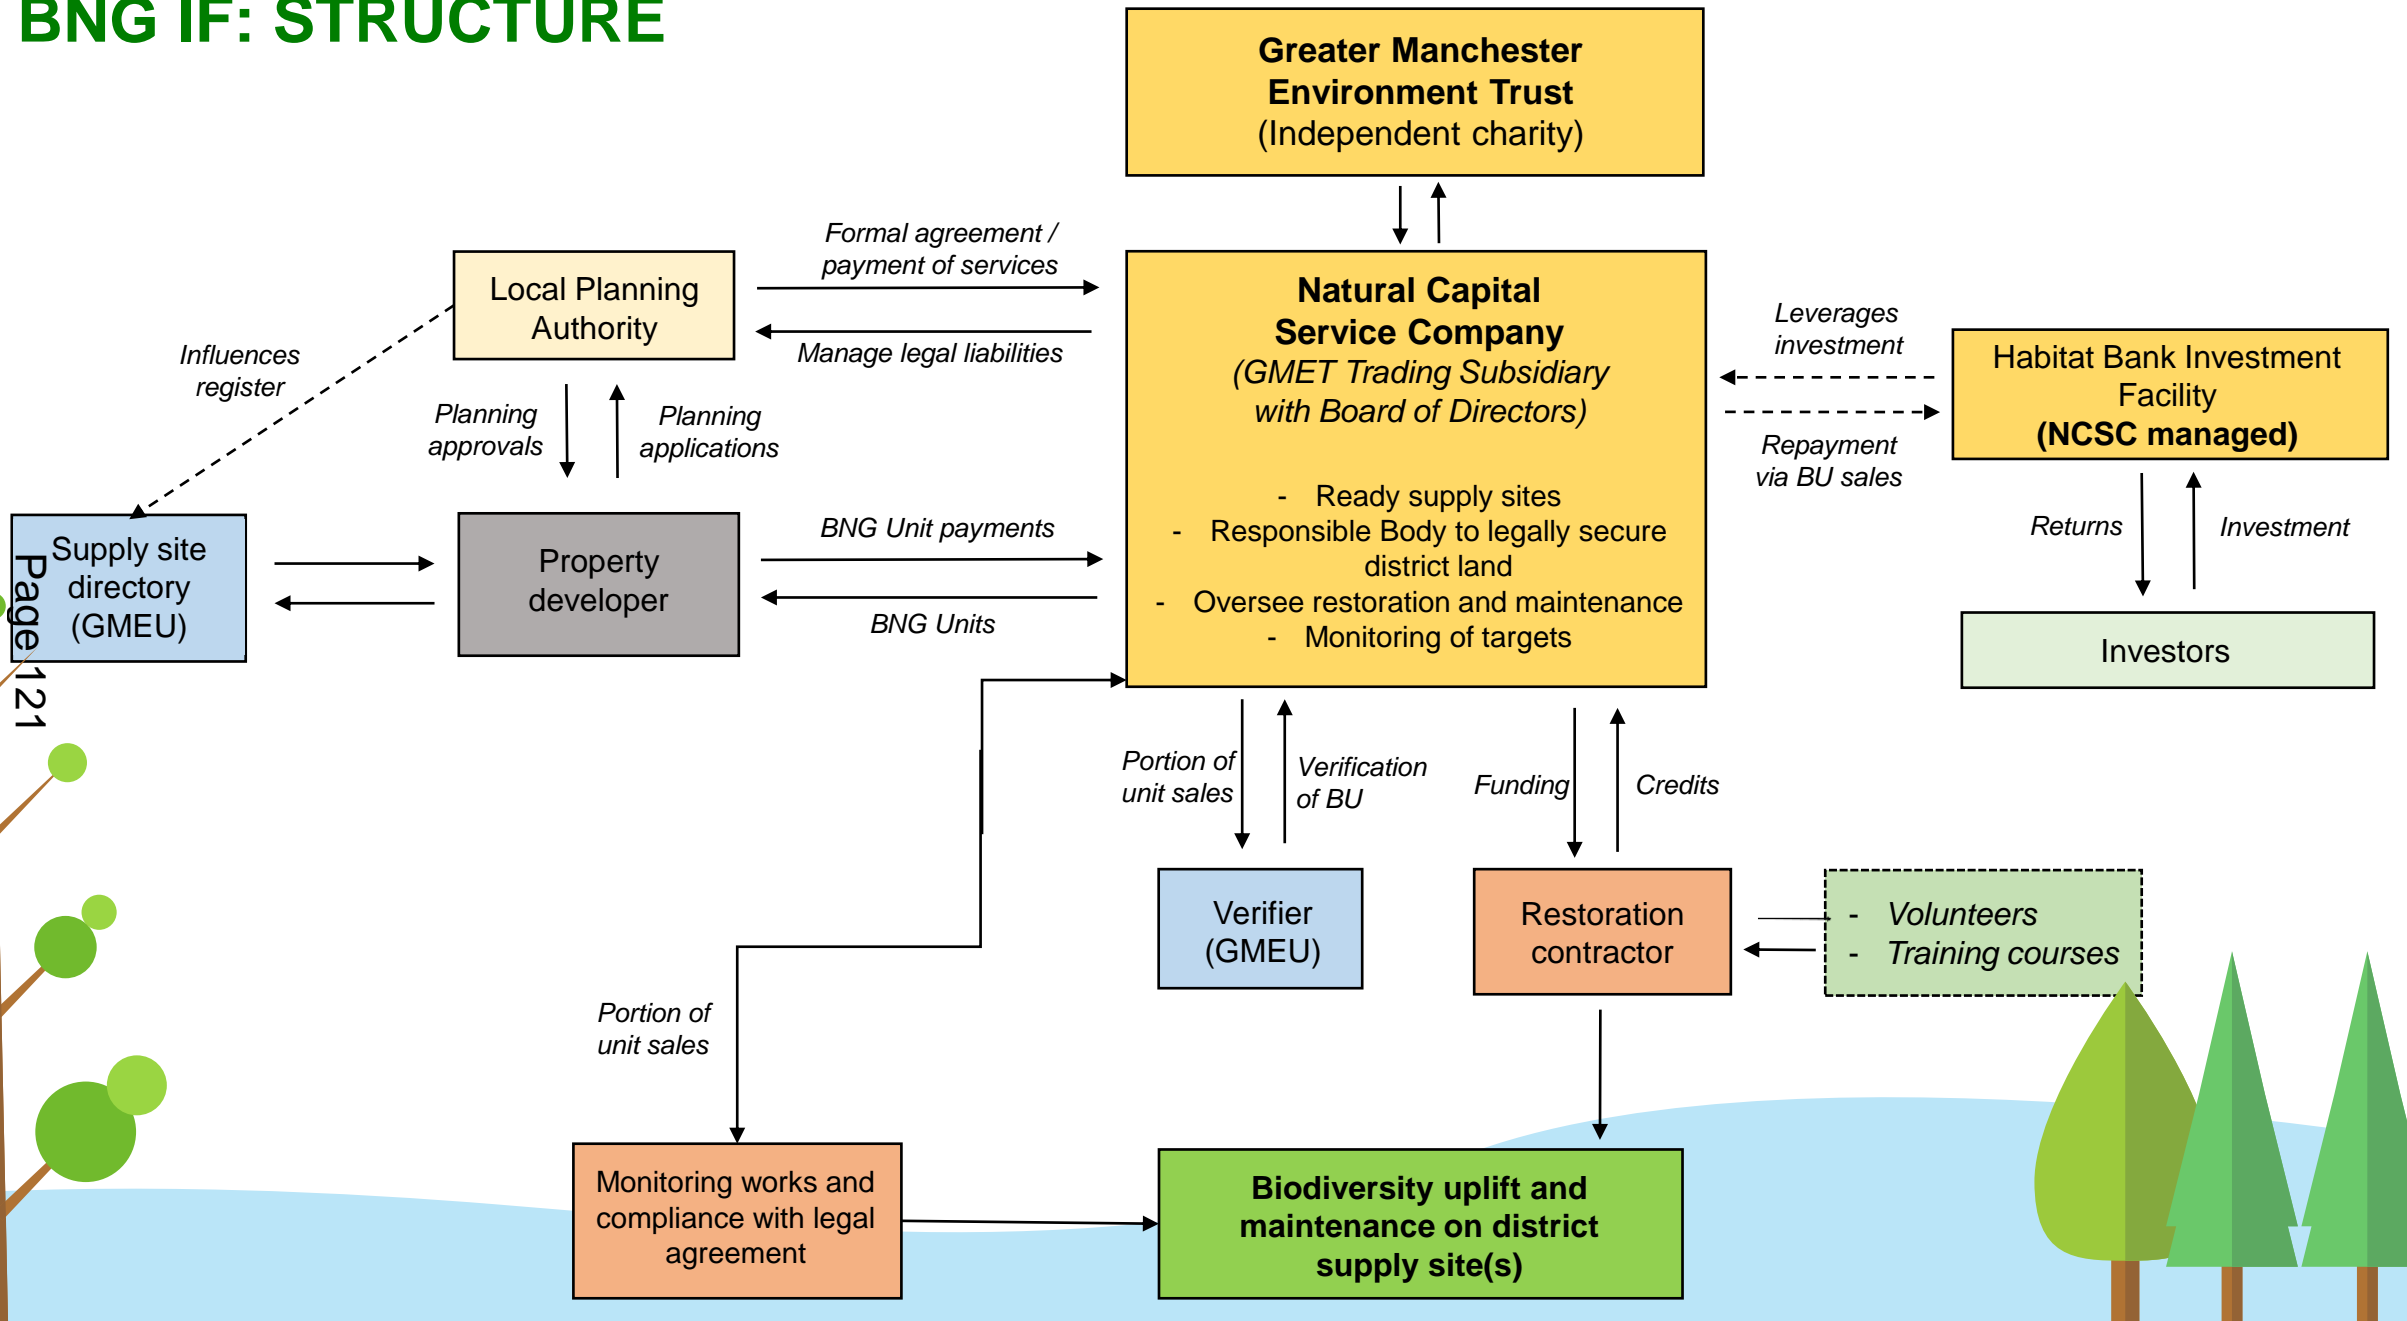 BNG IF: STRUCTURE
Greater Manchester
Environment Trust
(Independent charity)
Formal agreement /
payment of services
Local Planning
Authority
Manage legal liabilities
Influences
register
Planning
approvals
Planning
applications
Natural Capital
Service Company
(GMET Trading Subsidiary
with Board of Directors)
- Ready supply sites
- Responsible Body to legally secure
district land
- Oversee restoration and maintenance
- Monitoring of targets
Leverages
investment
Repayment
via BU sales
Habitat Bank Investment
Facility
(NCSC managed)
Returns
Investment
Investors
Supply site
directory
(GMEU)
Page 121
Property
developer
BNG Unit payments
BNG Units
Portion of
unit sales
Verification
of BU
Funding
Credits
Verifier
(GMEU)
Restoration
contractor
- Volunteers
- Training courses
Portion of
unit sales
Monitoring works and
compliance with legal
agreement
Biodiversity uplift and
maintenance on district
supply site(s)